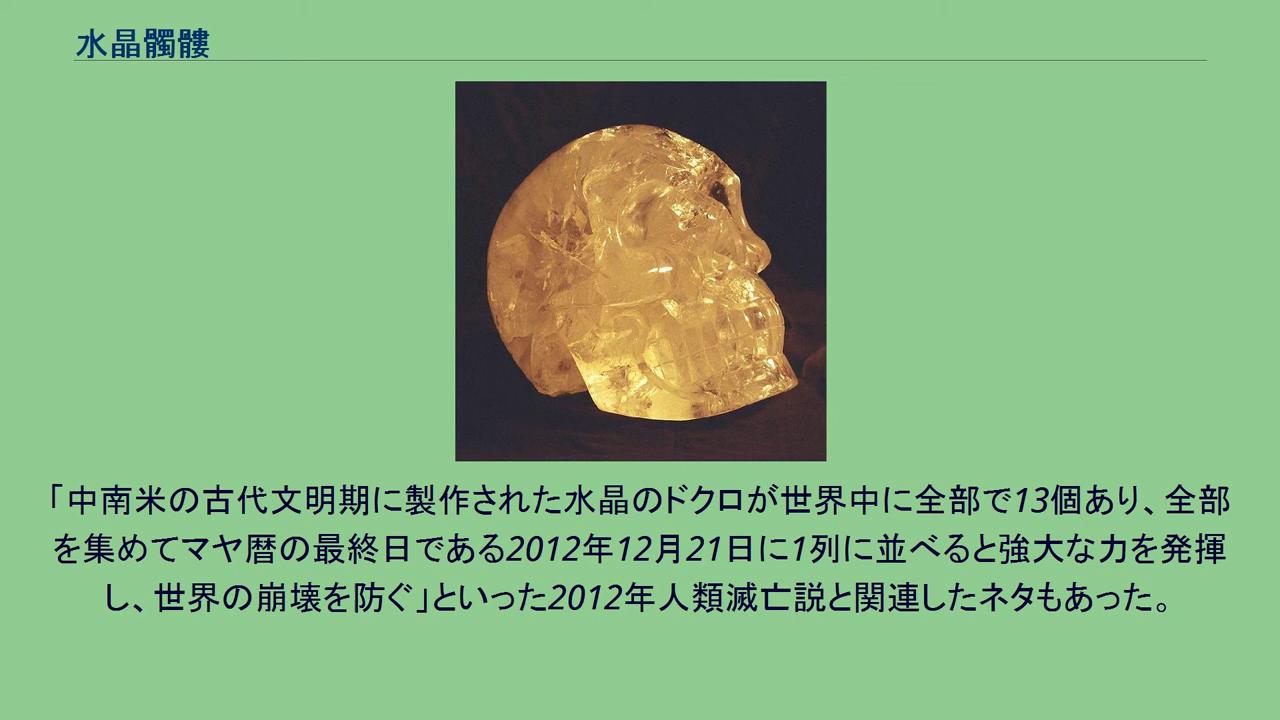 水晶髑髏
「中南米の古代文明期に製作された水晶のドクロが世界中に全部で13個あり、全部
を集めてマヤ暦の最終日である2012年12月21日に1列に並べると強大な力を発揮
し、世界の崩壊を防ぐ」といった2012年人類滅亡説と関連したネタもあった。